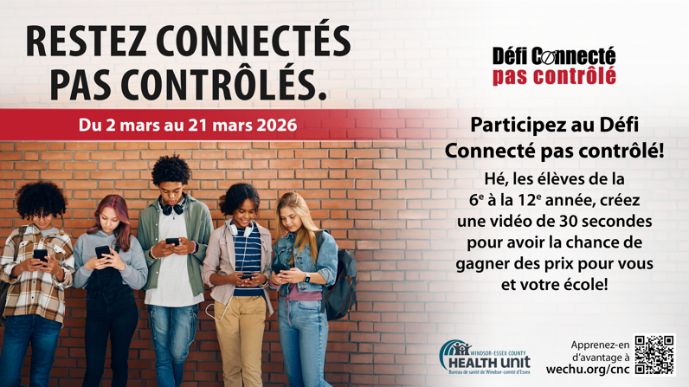 RESTEZ CONNECTÉS
PAS CONTRÔLÉS.
Du 2 mars au 21 mars 2026
Défi Connecté
pas contrôlé
Participez au Défi
Connecté pas contrôlé!
Hé, les élèves de la
6e à la 12e année, créez
une vidéo de 30 secondes
pour avoir la chance de
gagner des prix pour vous
et votre école!
WINDSOR-ESSEX COUNTY
HEALTH UNIT
Bureau de santé de Windsor-comté d'Essex
Apprenez-en
d'avantage à
wechu.org/cnc